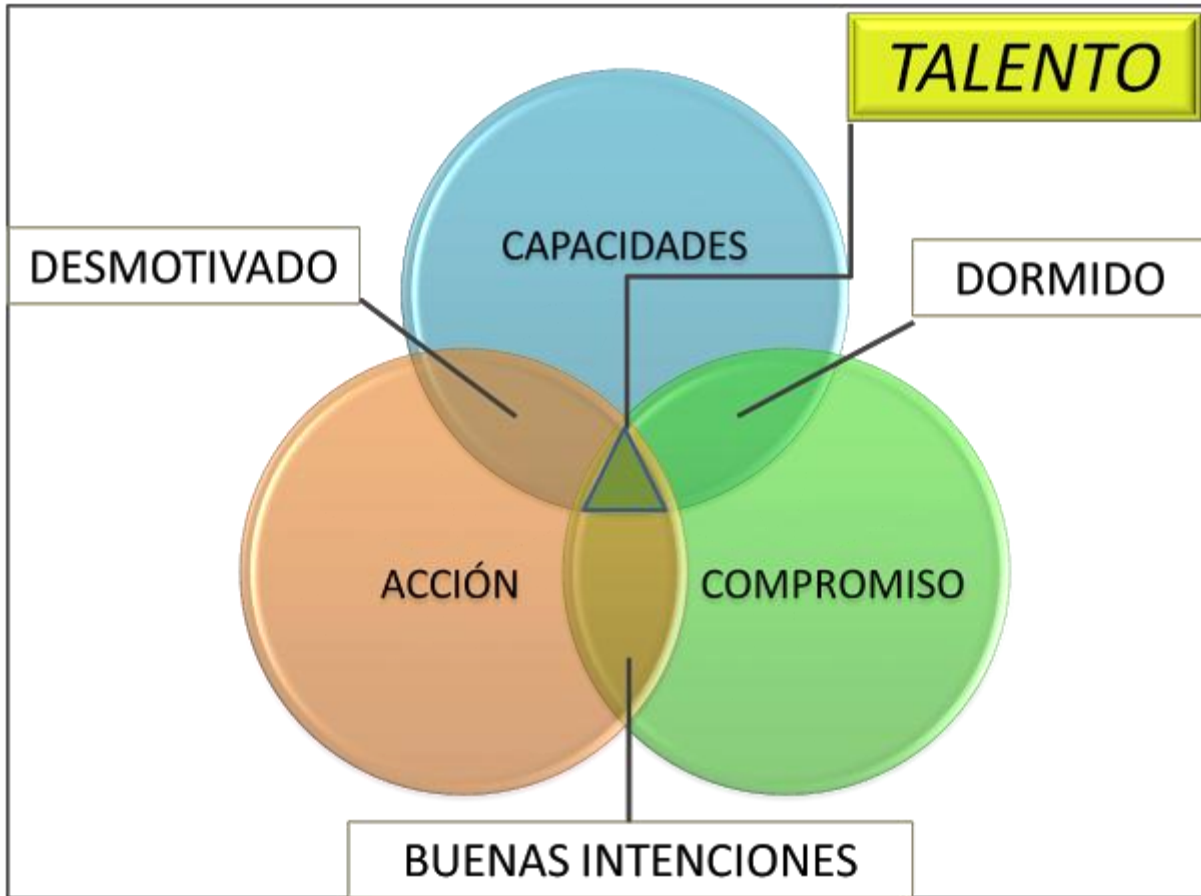 TALENTO
CAPACIDADES
DESMOTIVADO
DORMIDO
ACCIÓN
COMPROMISO
BUENAS INTENCIONES